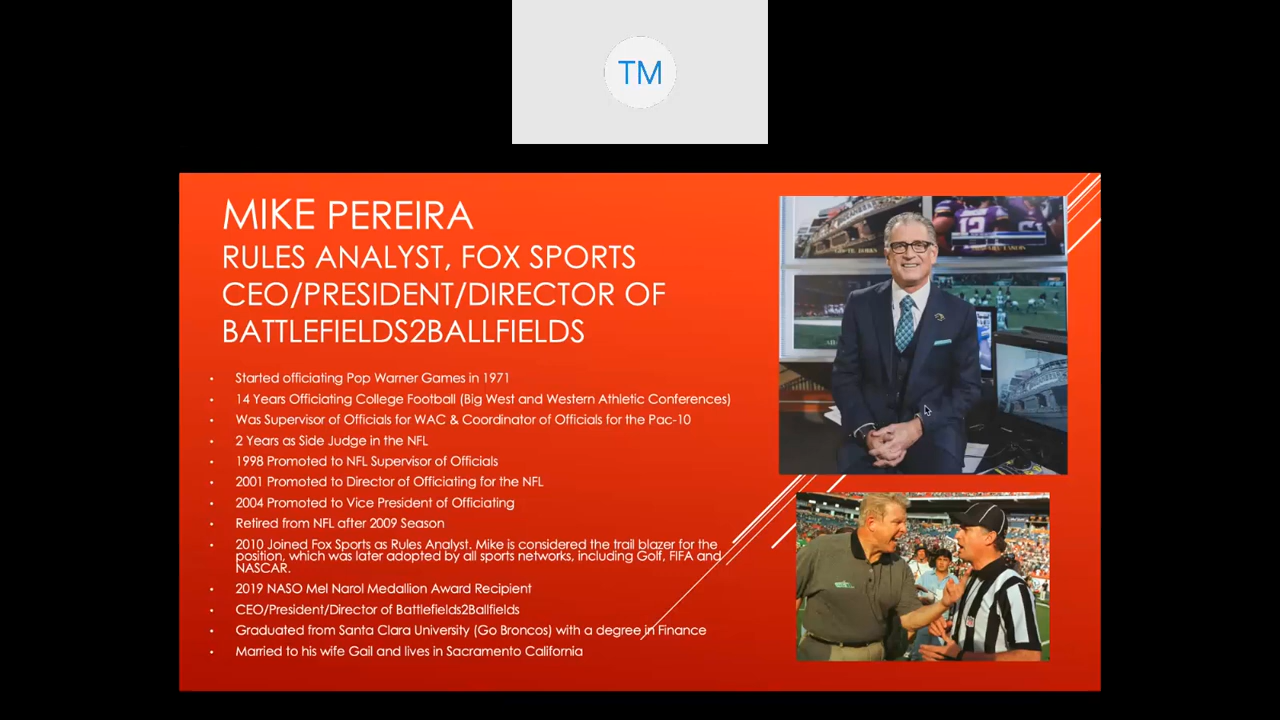 TM
MIKE PEREIRA
RULES ANALYST, FOX SPORTS
CEO/PRESIDENT/DIRECTOR OF
BATTLEFIELDS2BALLFIELDS
• Started officiating Pop Warner Games in 1971
• 14 Years Officiating College Football (Big West and Western Athletic Conferences)
• Was Supervisor of Officials for WAC & Coordinator of Officials for the Pac-10
• 2 Years as Side Judge in the NFL
• 1998 Promoted to NFL Supervisor of Officials
• 2001 Promoted to Director of Officiating for the NFL
• 2004 Promoted to Vice President of Officiating
• Retired from NFL after 2009 Season
• 2010 Joined Fox Sports as Rules Analyst. Mike is considered the trail blazer for the
position, which was later adopted by all sports networks, including Golf, FIFA and
NASCAR.
• 2019 NASO Mel Narol Medallion Award Recipient
• CEO/President/Director of Battlefields2Ballfields
• Graduated from Santa Clara University (Go Broncos) with a degree in Finance
• Married to his wife Gail and lives in Sacramento California
12